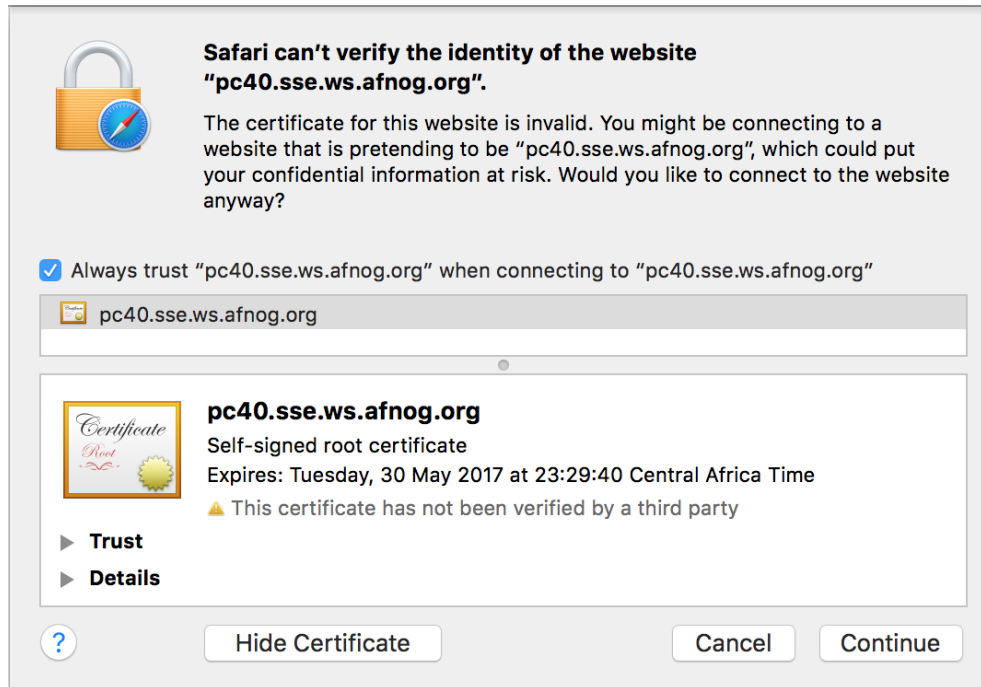 Safari can’t verify the identity of the website
“pc40.sse.ws.afnog.org”.
The certificate for this website is invalid. You might be connecting to a
website that is pretending to be “pc40.sse.ws.afnog.org”, which could put
your confidential information at risk. Would you like to connect to the website
anyway?
Always trust “pc40.sse.ws.afnog.org” when connecting to “pc40.sse.ws.afnog.org”
pc40.sse.ws.afnog.org
Certificate
Root
pc40.sse.ws.afnog.org
Self-signed root certificate
Expires: Tuesday, 30 May 2017 at 23:29:40 Central Africa Time
This certificate has not been verified by a third party
Trust
Details
?
Hide Certificate
Cancel
Continue